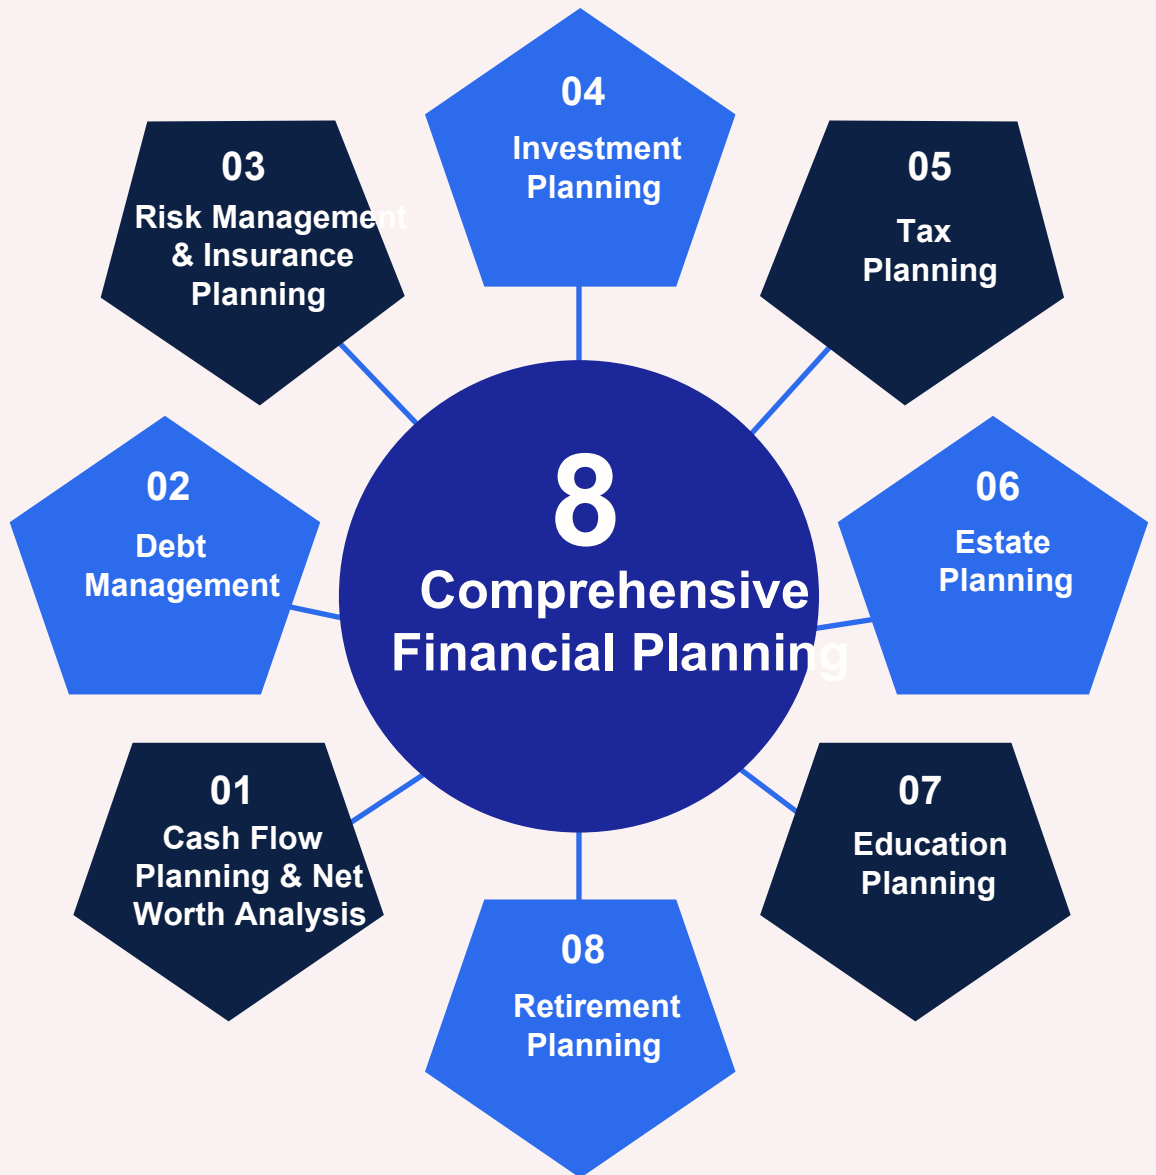 04
Investment
Planning
03
Risk Management
& Insurance
Planning
05
Tax
Planning
02
Debt
Management
8
Comprehensive
Financial Planning
06
Estate
Planning
01
Cash Flow
Planning & Net
Worth Analysis
07
Education
Planning
08
Retirement
Planning